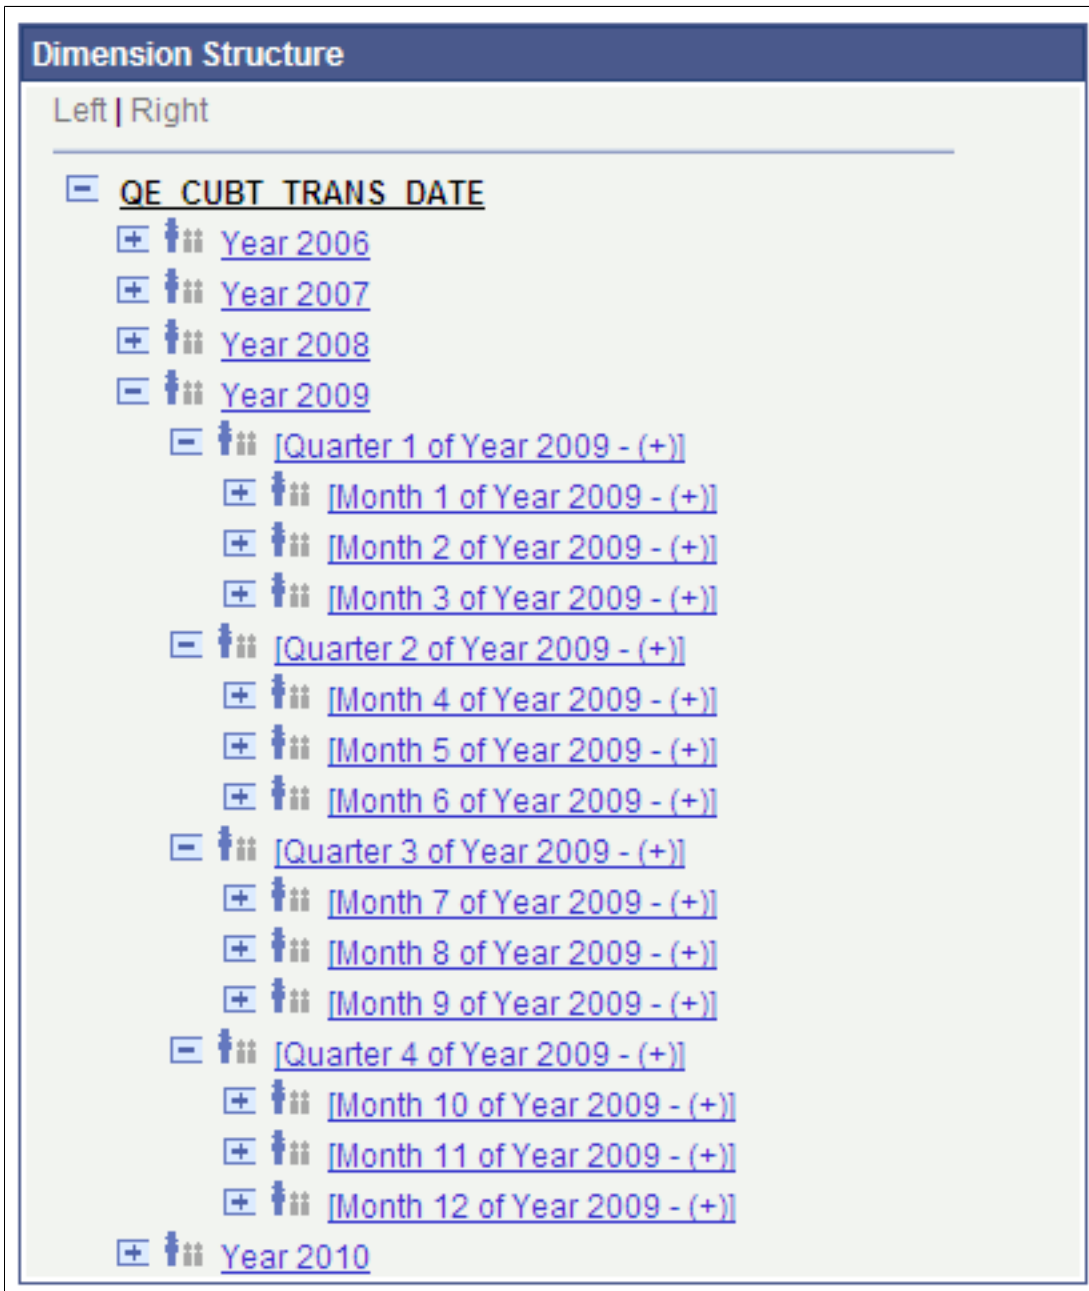 Dimension Structure
Left | Right
QE_CUBT_TRANS_DATE
Year 2006
Year 2007
Year 2008
Year 2009
[Quarter 1 of Year 2009 - (+)]
[Month 1 of Year 2009 - (+)]
[Month 2 of Year 2009 - (+)]
[Month 3 of Year 2009 - (+)]
[Quarter 2 of Year 2009 - (+)]
[Month 4 of Year 2009 - (+)]
[Month 5 of Year 2009 - (+)]
[Month 6 of Year 2009 - (+)]
[Quarter 3 of Year 2009 - (+)]
[Month 7 of Year 2009 - (+)]
[Month 8 of Year 2009 - (+)]
[Month 9 of Year 2009 - (+)]
[Quarter 4 of Year 2009 - (+)]
[Month 10 of Year 2009 - (+)]
[Month 11 of Year 2009 - (+)]
[Month 12 of Year 2009 - (+)]
Year 2010